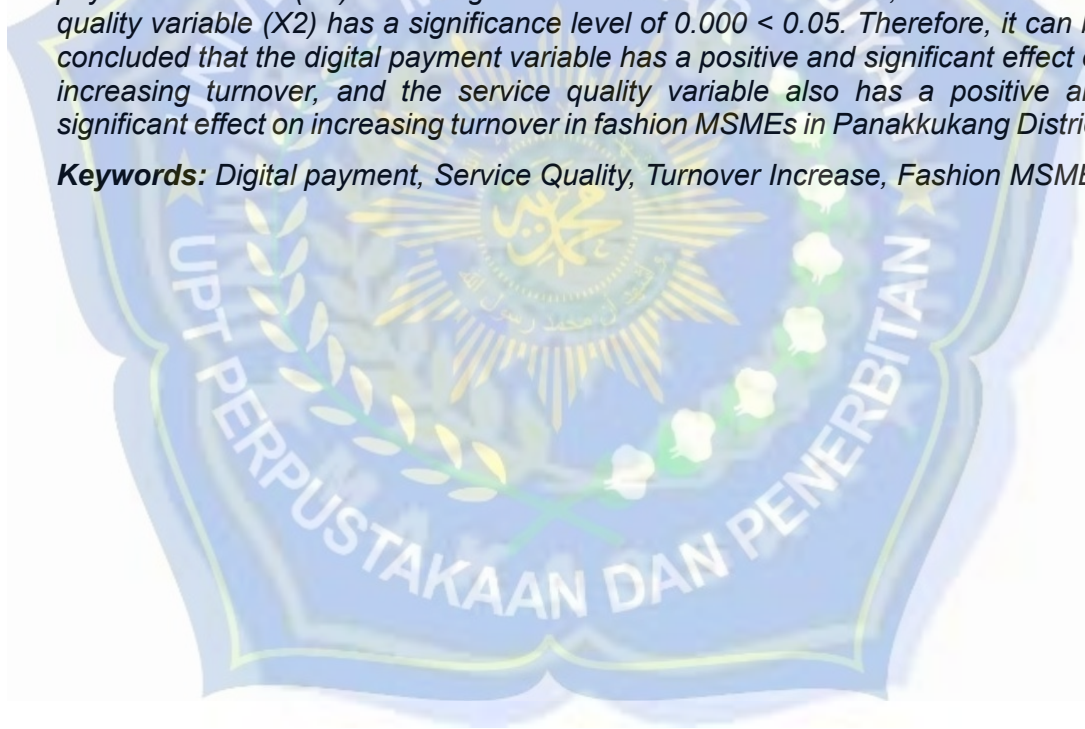 quality variable (X2) has a significance level of 0.000 < 0.05. Therefore, it can
concluded that the digital payment variable has a positive and significant effect
increasing turnover, and the service quality variable also has a positive
significant effect on increasing turnover in fashion MSMEs in Panakkukang
Keywords: Digital payment, Service Quality, Turnover Increase, Fashion
UPT PERPUSTAKAAN DAN PENERBITAN